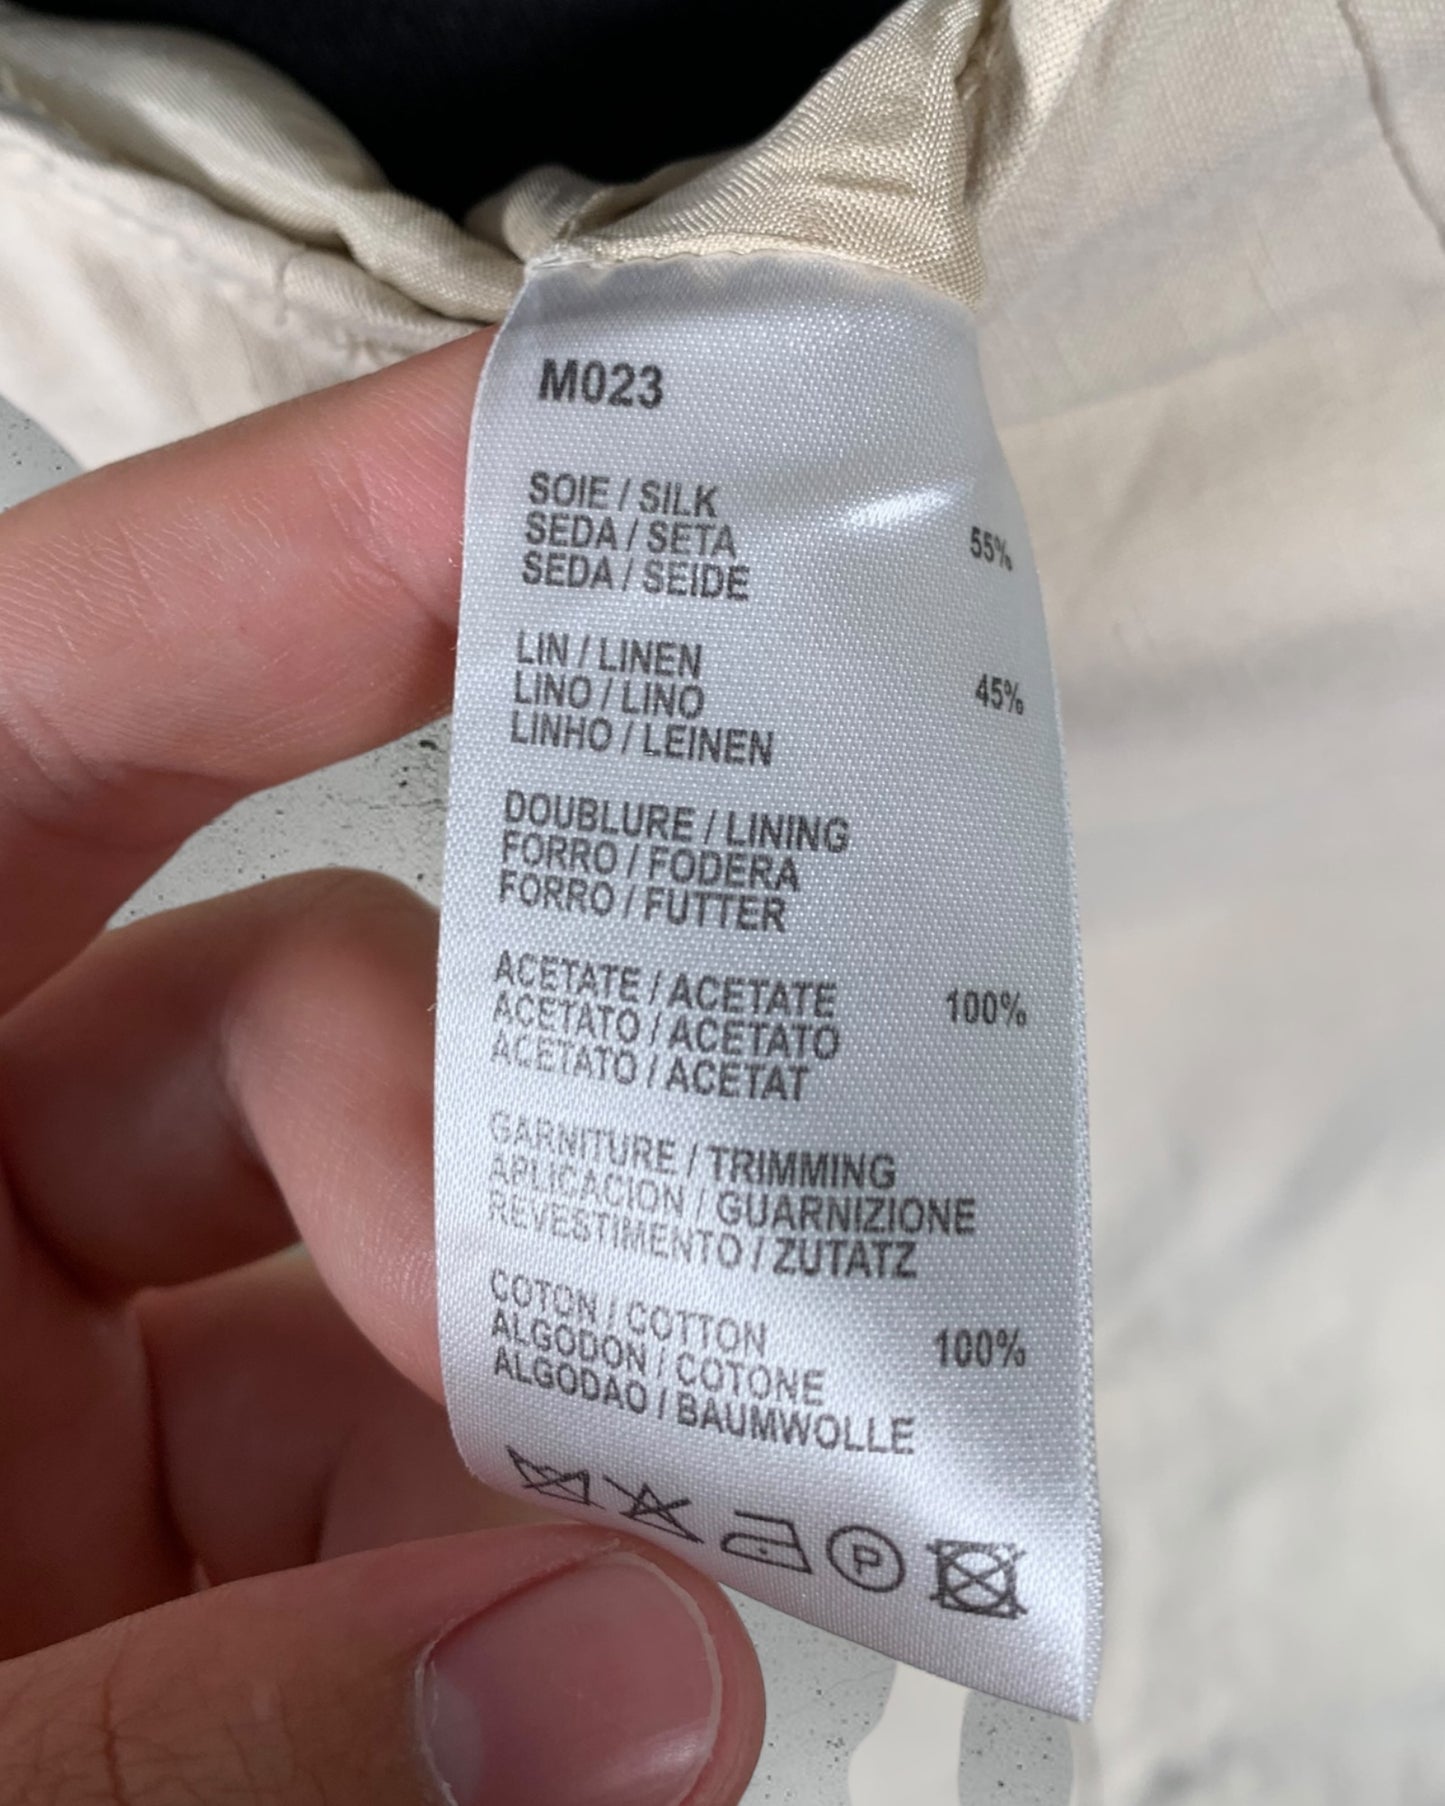 M023
SOIE / SILK
SEDA / SETA 55%
SEDA / SEIDE
LIN / LINEN
LINO / LINO 45%
LINHO / LEINEN
DOUBLURE / LINING
FORRO / FODERA
FORRO / FUTTER
ACETATE / ACETATE 100%
ACETATO / ACETATO
ACETATO / ACETAT
GARNITURE / TRIMMING
APLICACION / GUARNIZIONE
REVESTIMENTO / ZUTATZ
COTON / COTTON 100%
ALGODON / COTONE
ALGODAO / BAUMWOLLE
P